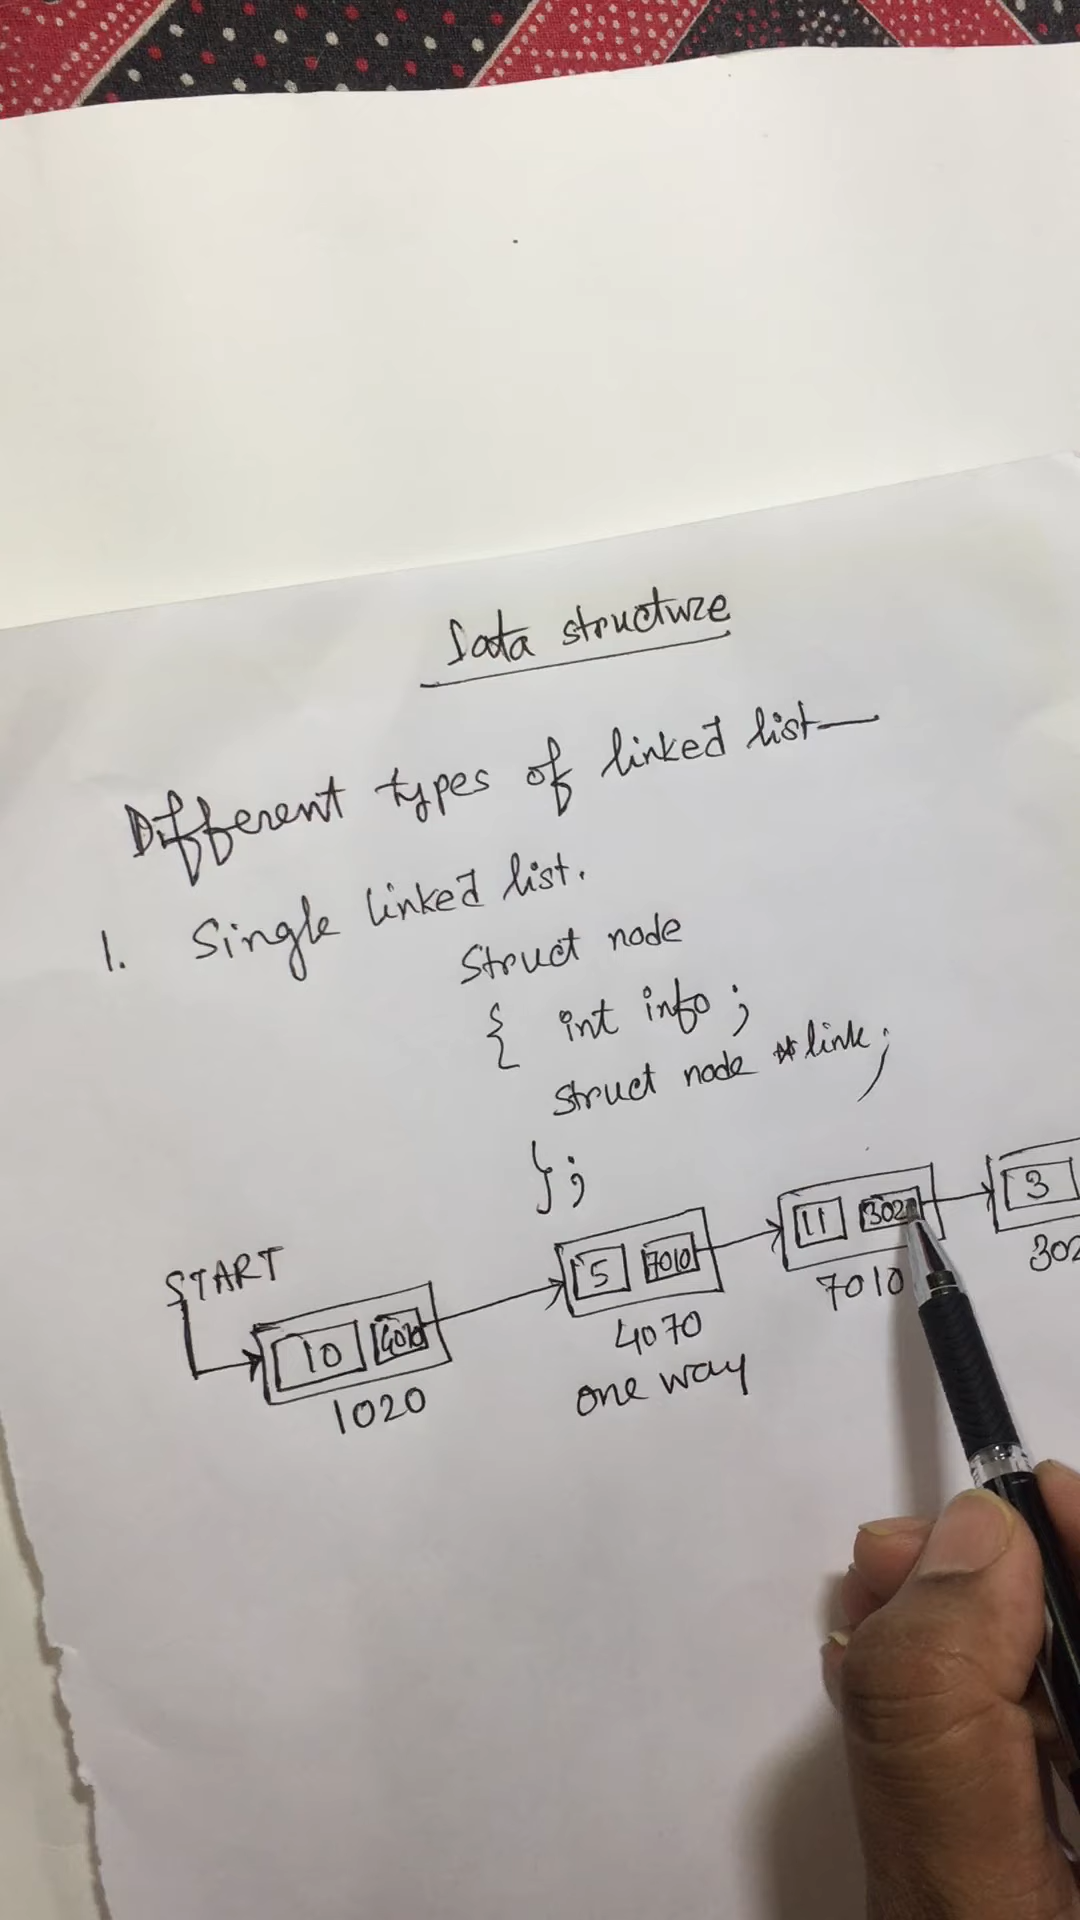 Data structure
Different types of linked list—
1. Single linked list.
Struct node
{ int info;
struct node *link;
};
START
10 4070
1020
5 7010
4070
11
7010
3
one way